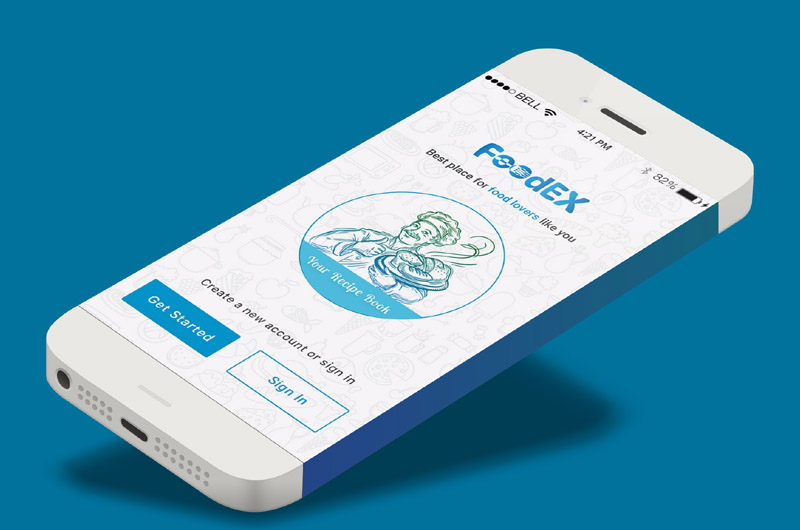 BELL 4:21 PM 82%
FoodEX
Best place for food lovers like you
Your Recipe Book
Create a new account or sign in
Get Started
Sign In